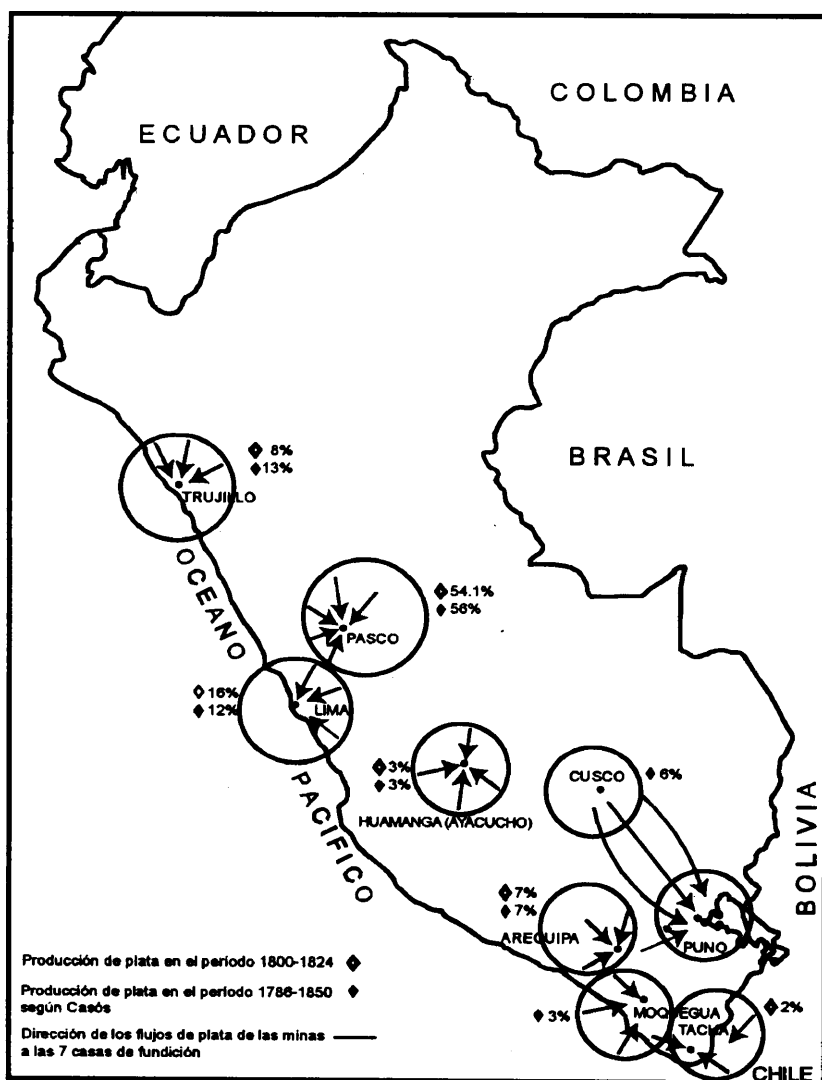 COLOMBIA
ECUADOR
BRASIL
8%
13%
TRUJILLO
OCEANO
54.1%
56%
PASCO
16%
12%
LIMA
PACIFICO
3%
3%
HUAMANGA (AYACUCHO)
CUSCO
6%
BOLIVIA
7%
7%
AREQUIPA
PUNO
Producción de plata en el período 1800-1824
Producción de plata en el período 1786-1850
según Casós
Dirección de los flujos de plata de las minas
a las 7 casas de fundición
3%
MOQUEGUA
TACNA
2%
CHILE